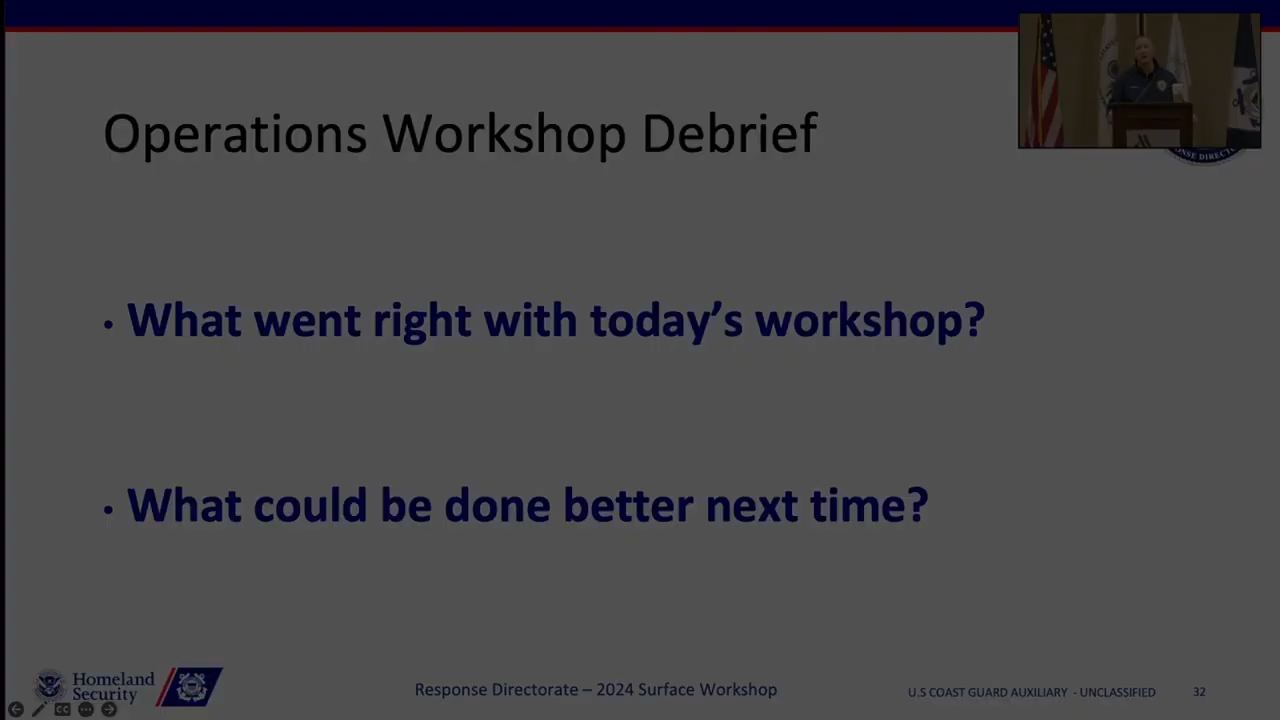 Operations Workshop Debrief
• What went right with today’s workshop?
• What could be done better next time?
Homeland
Security
Response Directorate – 2024 Surface Workshop
U.S COAST GUARD AUXILIARY - UNCLASSIFIED
32
CC